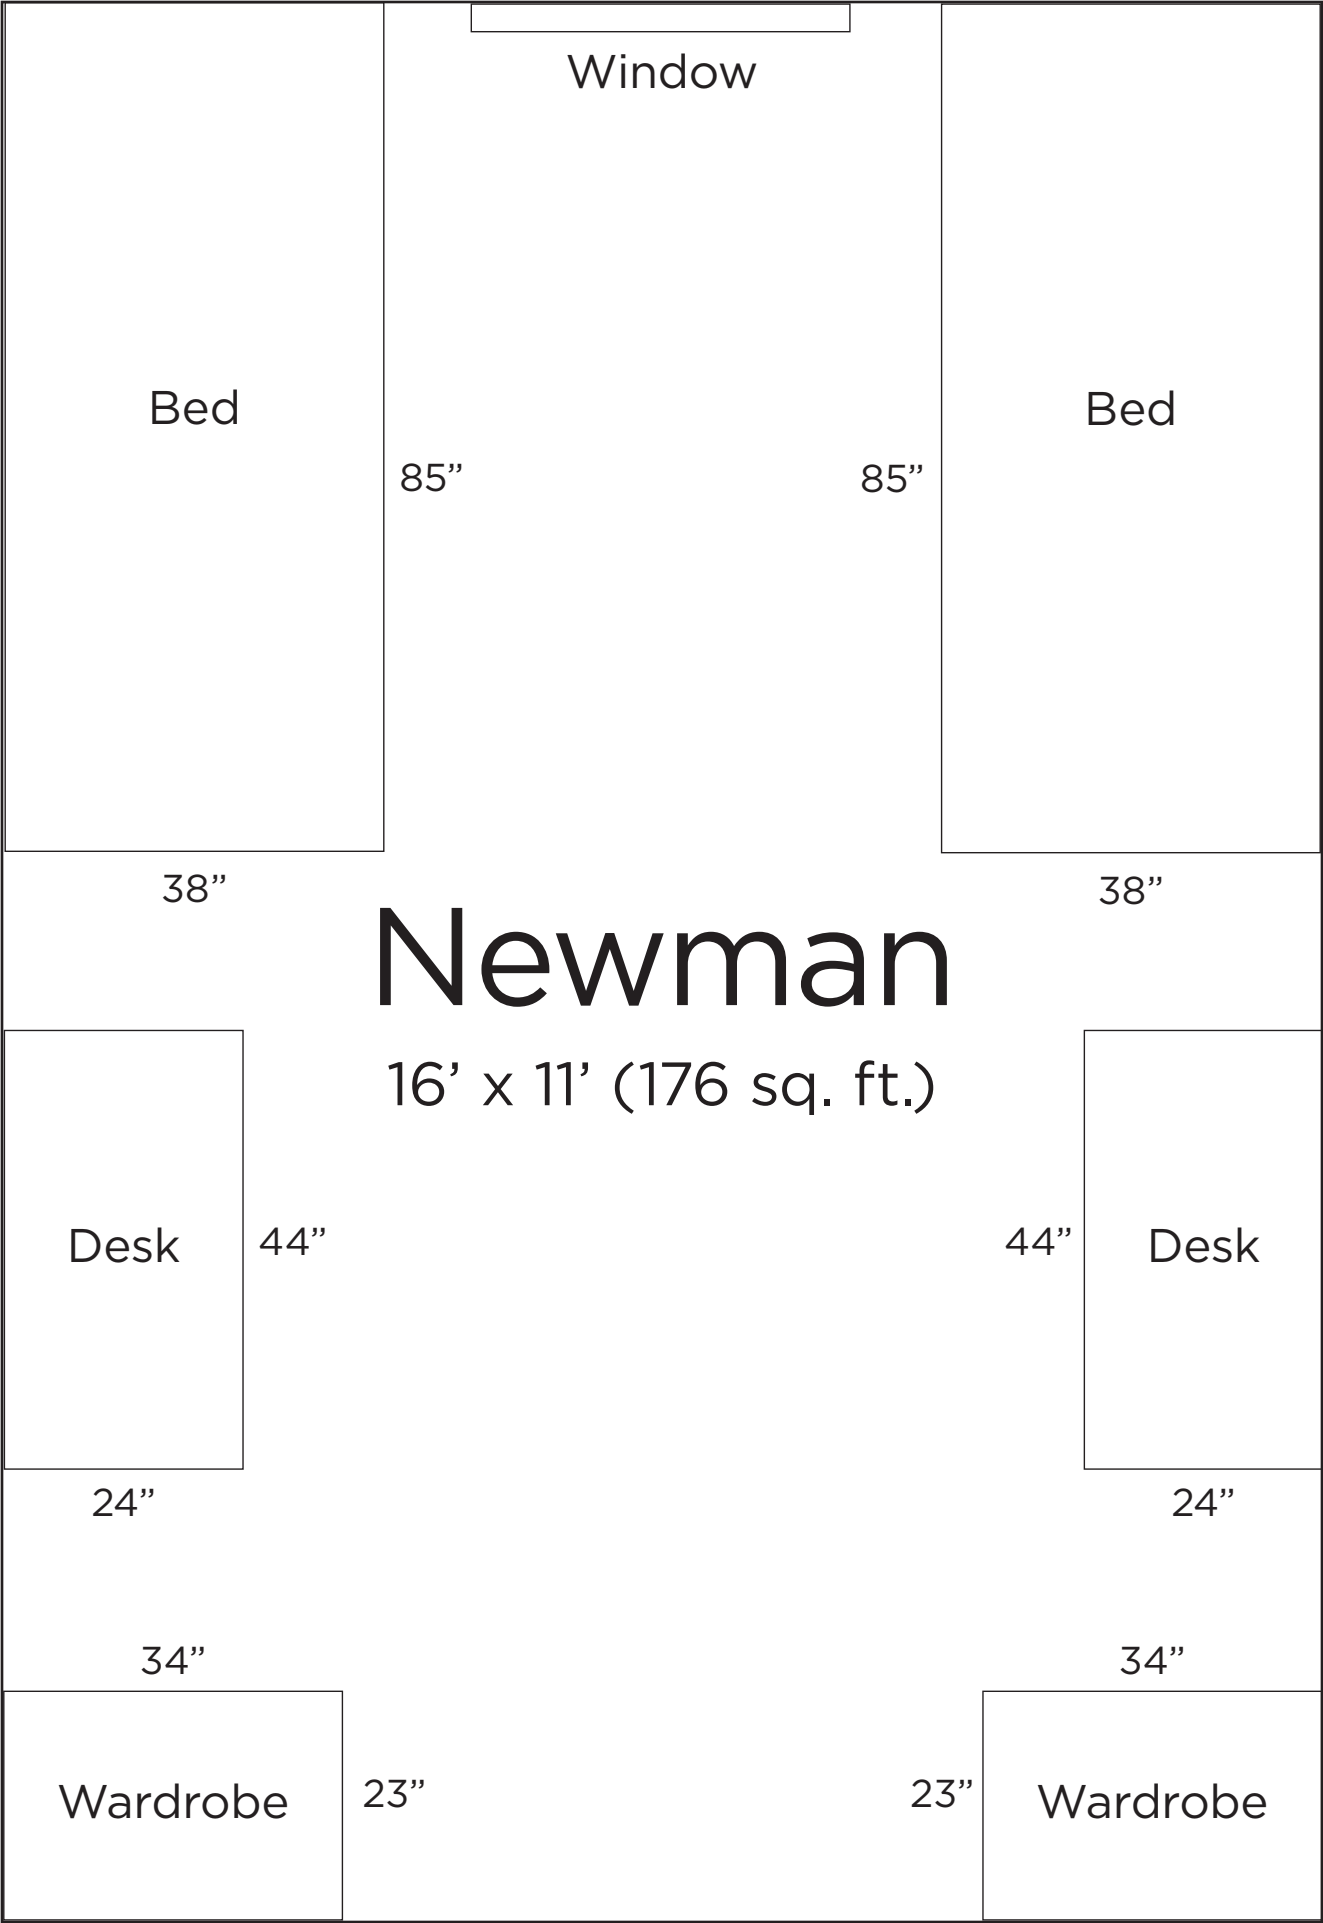 Window
Bed
Bed
85”
85”
38”
38”
Newman
16’ x 11’ (176 sq. ft.)
Desk
44”
44”
Desk
24”
24”
34”
34”
Wardrobe
23”
23”
Wardrobe